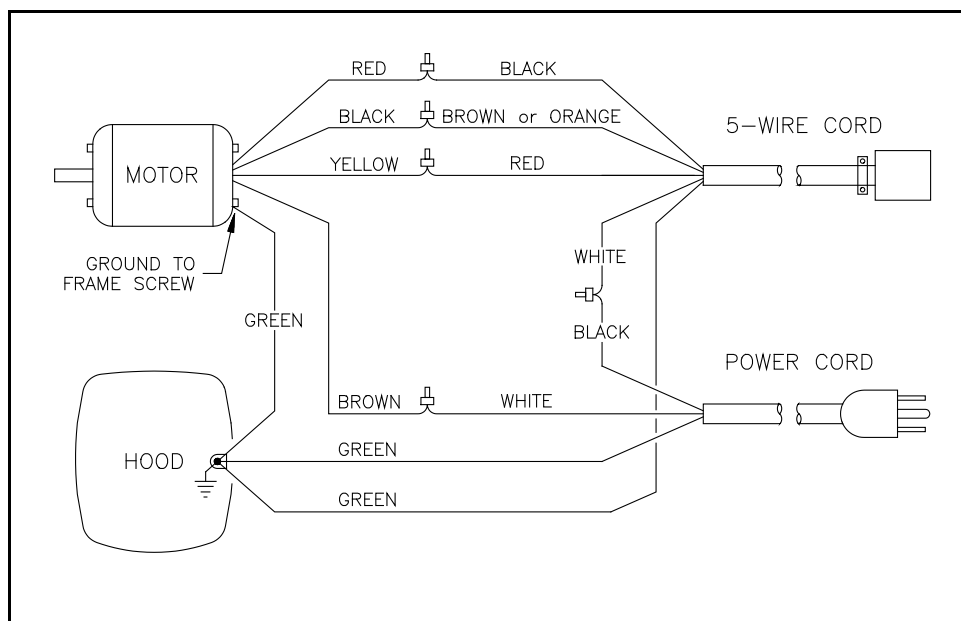 RED BLACK
BLACK BROWN or ORANGE
5-WIRE CORD
YELLOW RED
MOTOR
GROUND TO
FRAME SCREW
WHITE
GREEN
BLACK
POWER CORD
BROWN WHITE
GREEN
HOOD
GREEN